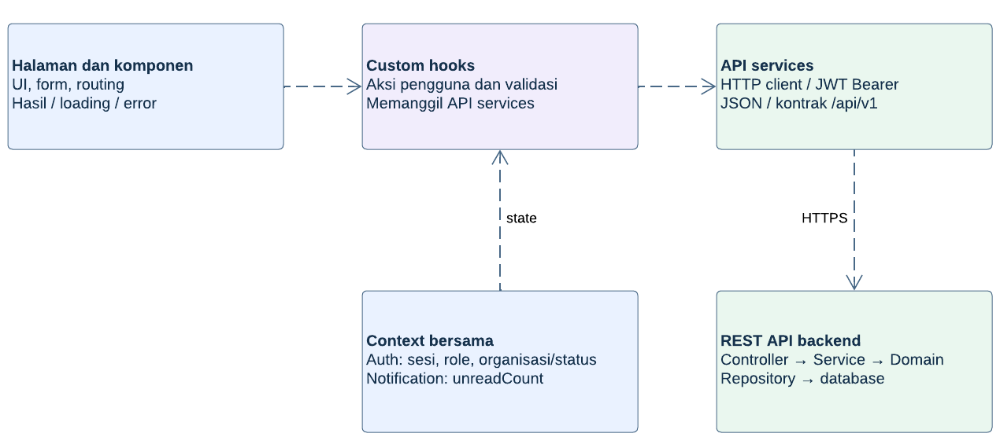 Halaman dan komponen
UI, form, routing
Hasil / loading / error
Custom hooks
Aksi pengguna dan validasi
Memanggil API services
API services
HTTP client / JWT Bearer
JSON / kontrak /api/v1
state
HTTPS
Context bersama
Auth: sesi, role, organisasi/status
Notification: unreadCount
REST API backend
Controller → Service → Domain
Repository → database